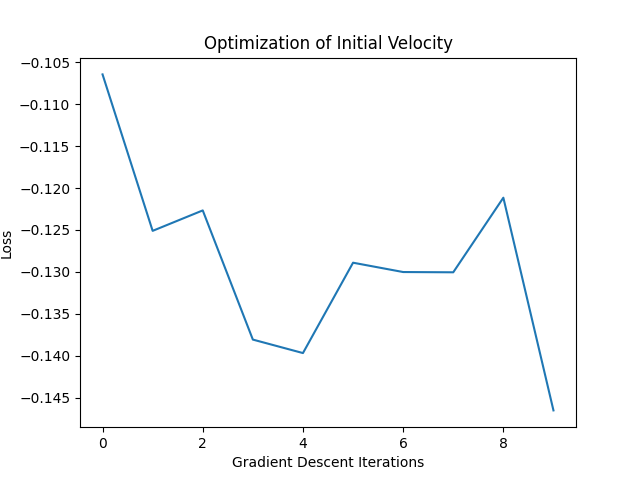 Optimization of Initial Velocity
−0.105
−0.110
−0.115
−0.120
−0.125
−0.130
−0.135
−0.140
−0.145
Loss
0 2 4 6 8
Gradient Descent Iterations